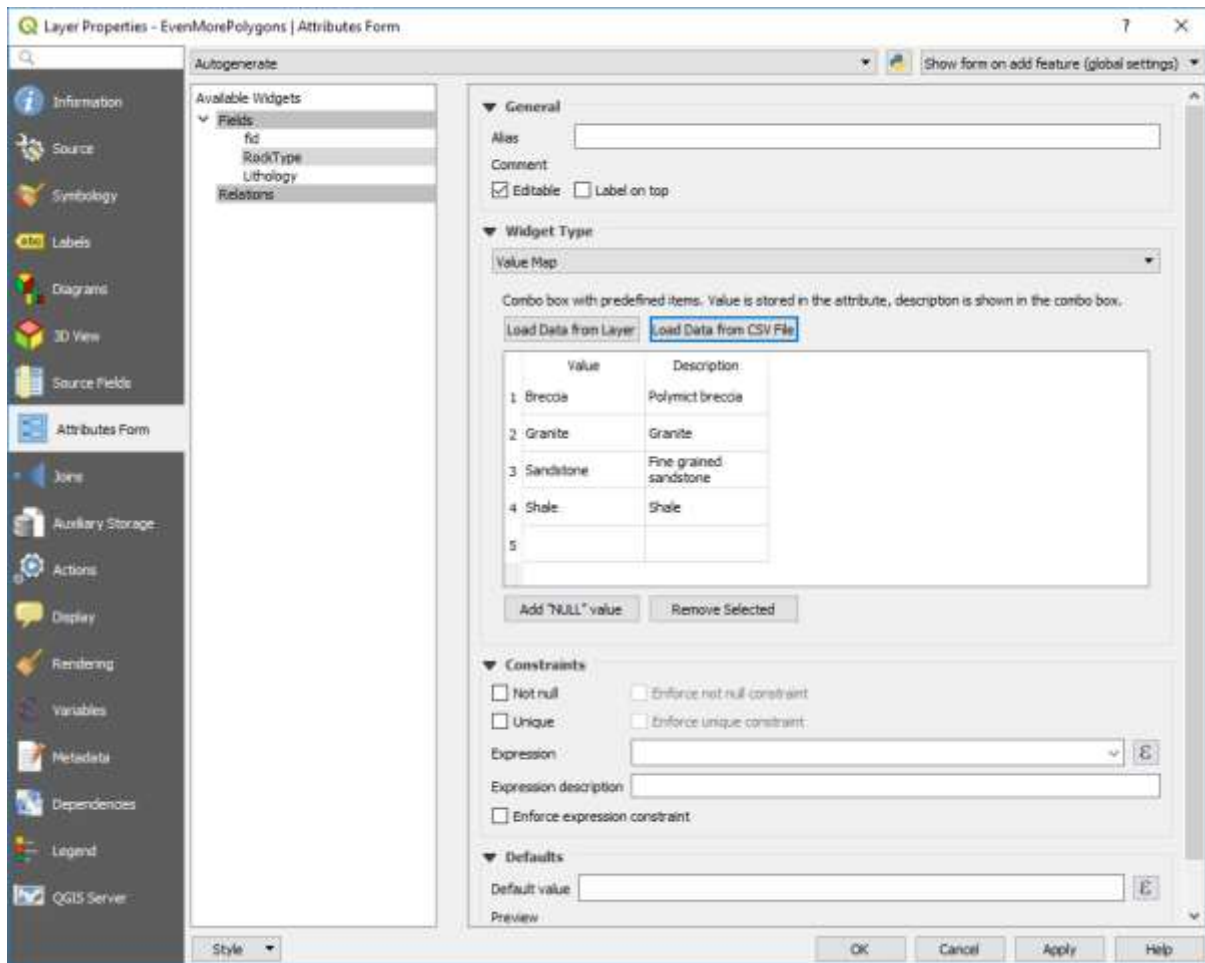 Layer Properties - EvenMorePolygons | Attributes Form
?
Autogenerate
Show form on add feature (global settings)
Information
Source
Symbology
abc Labels
Diagrams
3D View
Source Fields
Attributes Form
Joins
Auxiliary Storage
Actions
Display
Rendering
Variables
Metadata
Dependencies
Legend
QGIS Server
Available Widgets
Fields
fid
RockType
Lithology
Relations
General
Alias
Comment
Editable Label on top
Widget Type
Value Map
Combo box with predefined items. Value is stored in the attribute, description is shown in the combo box.
Load Data from Layer Load Data from CSV File
Value Description
1 Breccia Polymict breccia
2 Granite Granite
3 Sandstone Fine grained sandstone
4 Shale Shale
5
Add "NULL" value Remove Selected
Constraints
Not null Enforce not null constraint
Unique Enforce unique constraint
Expression ε
Expression description
Enforce expression constraint
Defaults
Default value ε
Preview
Style OK Cancel Apply Help